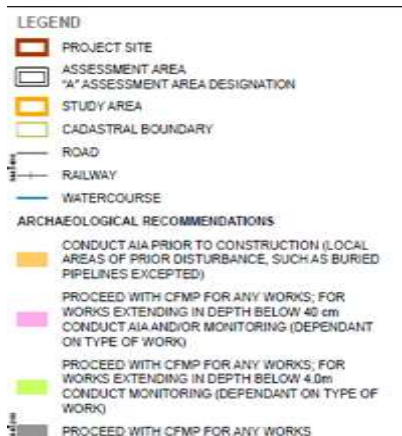 LEGEND
PROJECT SITE
ASSESSMENT AREA
"A" ASSESSMENT AREA DESIGNATION
STUDY AREA
CADASTRAL BOUNDARY
ROAD
RAILWAY
WATERCOURSE
ARCHAEOLOGICAL RECOMMENDATIONS
CONDUCT AIA PRIOR TO CONSTRUCTION (LOCAL
AREAS OF PRIOR DISTURBANCE, SUCH AS BURIED
PIPELINES EXCEPTED)
PROCEED WITH CFMP FOR ANY WORKS; FOR
WORKS EXTENDING IN DEPTH BELOW 40 cm
CONDUCT AIA AND/OR MONITORING (DEPENDANT
ON TYPE OF WORK)
PROCEED WITH CFMP FOR ANY WORKS; FOR
WORKS EXTENDING IN DEPTH BELOW 4.0m
CONDUCT MONITORING (DEPENDANT ON TYPE OF
WORK)
PROCEED WITH CFMP FOR ANY WORKS